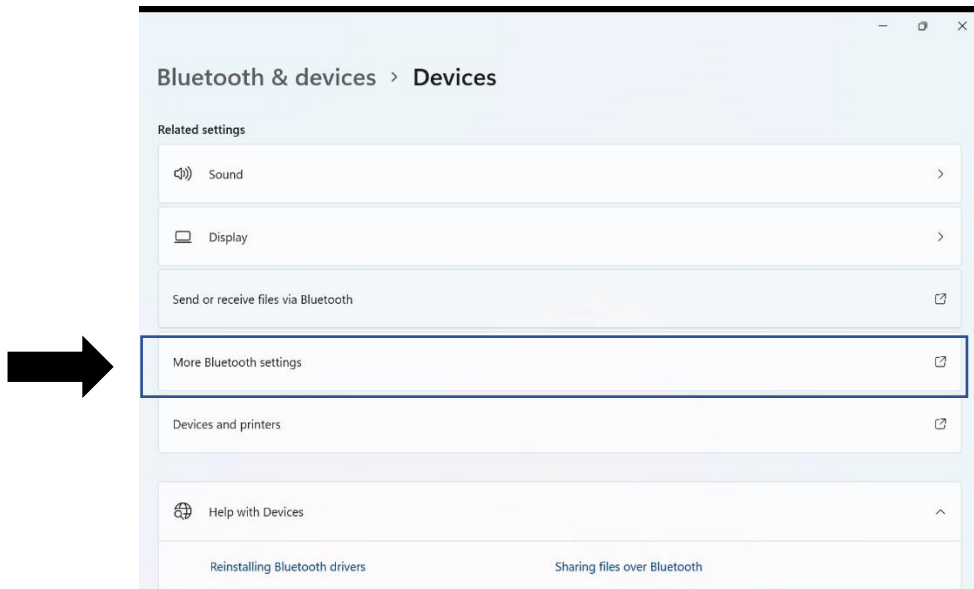 Bluetooth & devices > Devices
Related settings
Sound
Display
Send or receive files via Bluetooth
More Bluetooth settings
Devices and printers
Help with Devices
Reinstalling Bluetooth drivers
Sharing files over Bluetooth